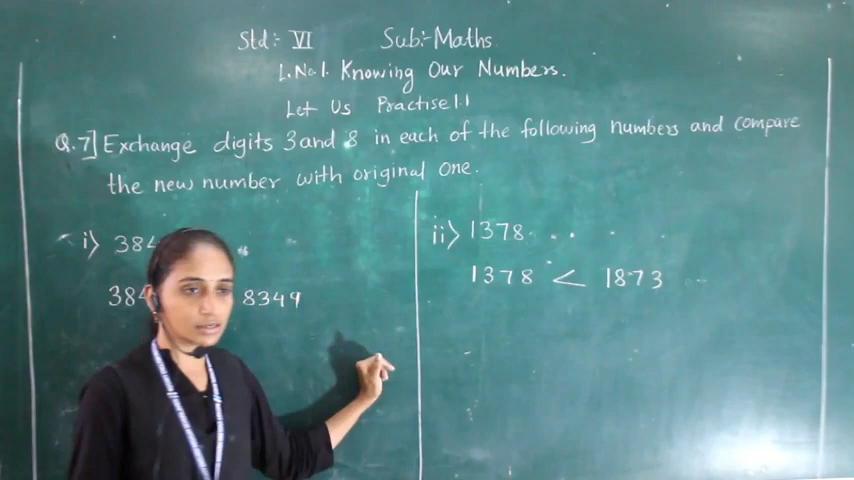 Std:- VI Sub:- Maths
L.No.1. Knowing Our Numbers.
Let Us Practise 1.1
Q.7] Exchange digits 3 and 8 in each of the following numbers and compare
the new number with original one.
i) 384
384 8349
ii) 1378
1378 < 1873